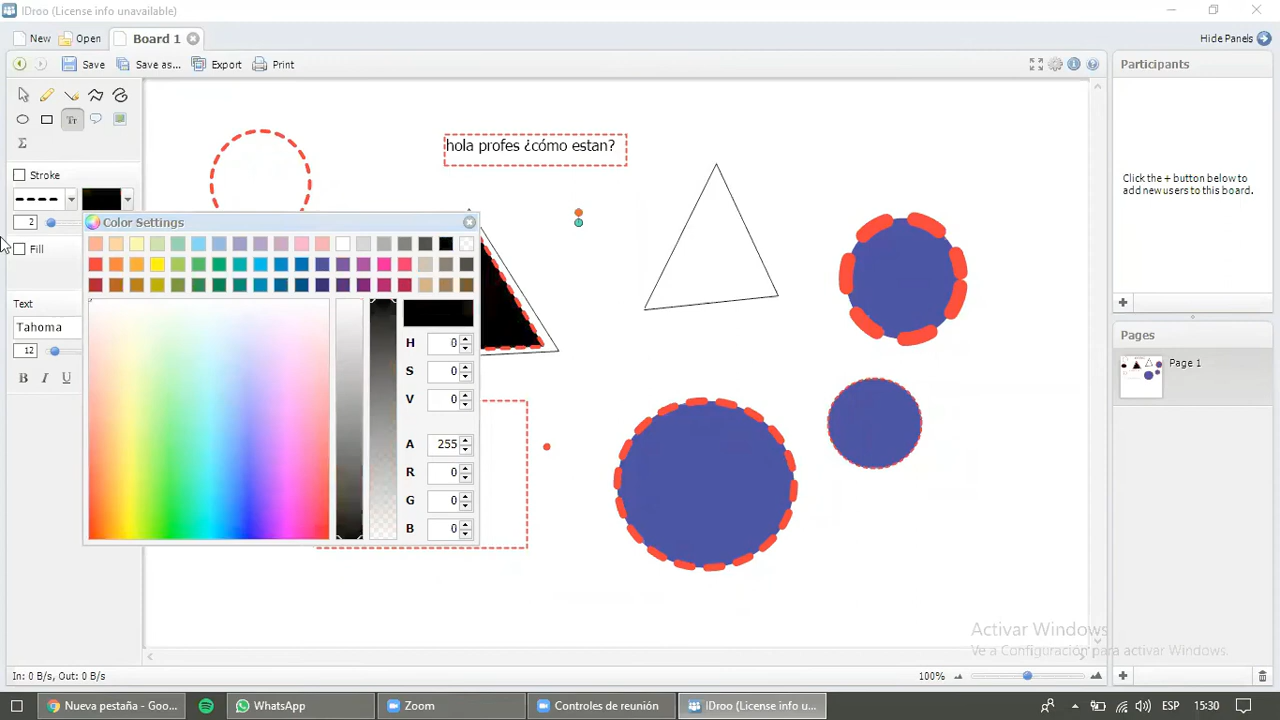 IDroo (License info unavailable)
New
Open
Board 1
Hide Panels
Save
Save as...
Export
Print
Participants
Click the + button below to
add new users to this board.
Stroke
2
Fill
Text
Tahoma
12
B I U
hola profes ¿cómo estan?
Color Settings
H 0
S 0
V 0
A 255
R 0
G 0
B 0
Pages
Page 1
Activar Windows
Ve a Configuración para activar Windows.
In: 0 B/s, Out: 0 B/s
100%
Nueva pestaña - Goo...
WhatsApp
Zoom
Controles de reunión
IDroo (License info u...
ESP
15:30